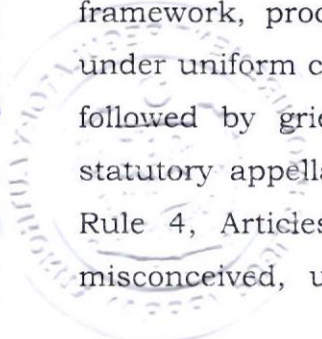 framework, proc
under uniform c
followed by grie
statutory appella
Rule 4, Articles
misconceived, u